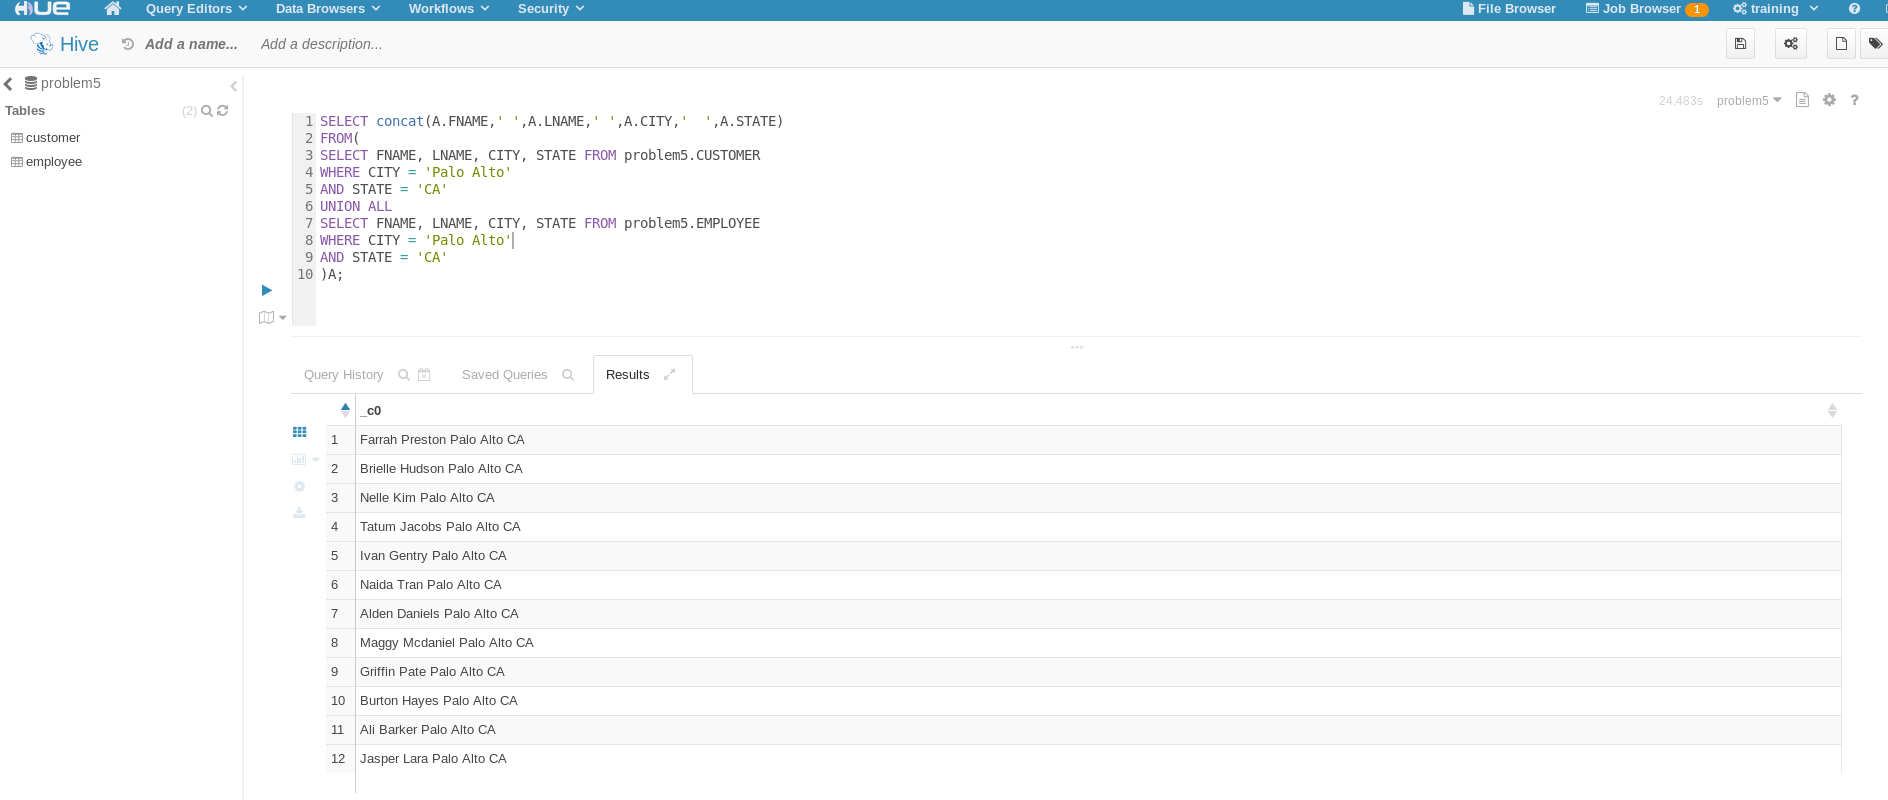 HUE Query Editors Data Browsers Workflows Security File Browser Job Browser 1 training
Hive Add a name... Add a description...
problem5
Tables (2)
customer
employee
24.483s problem5 ?
1 SELECT concat(A.FNAME,' ',A.LNAME,' ',A.CITY,'  ',A.STATE)
2 FROM(
3 SELECT FNAME, LNAME, CITY, STATE FROM problem5.CUSTOMER
4 WHERE CITY = 'Palo Alto'
5 AND STATE = 'CA'
6 UNION ALL
7 SELECT FNAME, LNAME, CITY, STATE FROM problem5.EMPLOYEE
8 WHERE CITY = 'Palo Alto'
9 AND STATE = 'CA'
10 )A;
Query History Saved Queries Results
_c0
1 Farrah Preston Palo Alto CA
2 Brielle Hudson Palo Alto CA
3 Nelle Kim Palo Alto CA
4 Tatum Jacobs Palo Alto CA
5 Ivan Gentry Palo Alto CA
6 Naida Tran Palo Alto CA
7 Alden Daniels Palo Alto CA
8 Maggy Mcdaniel Palo Alto CA
9 Griffin Pate Palo Alto CA
10 Burton Hayes Palo Alto CA
11 Ali Barker Palo Alto CA
12 Jasper Lara Palo Alto CA